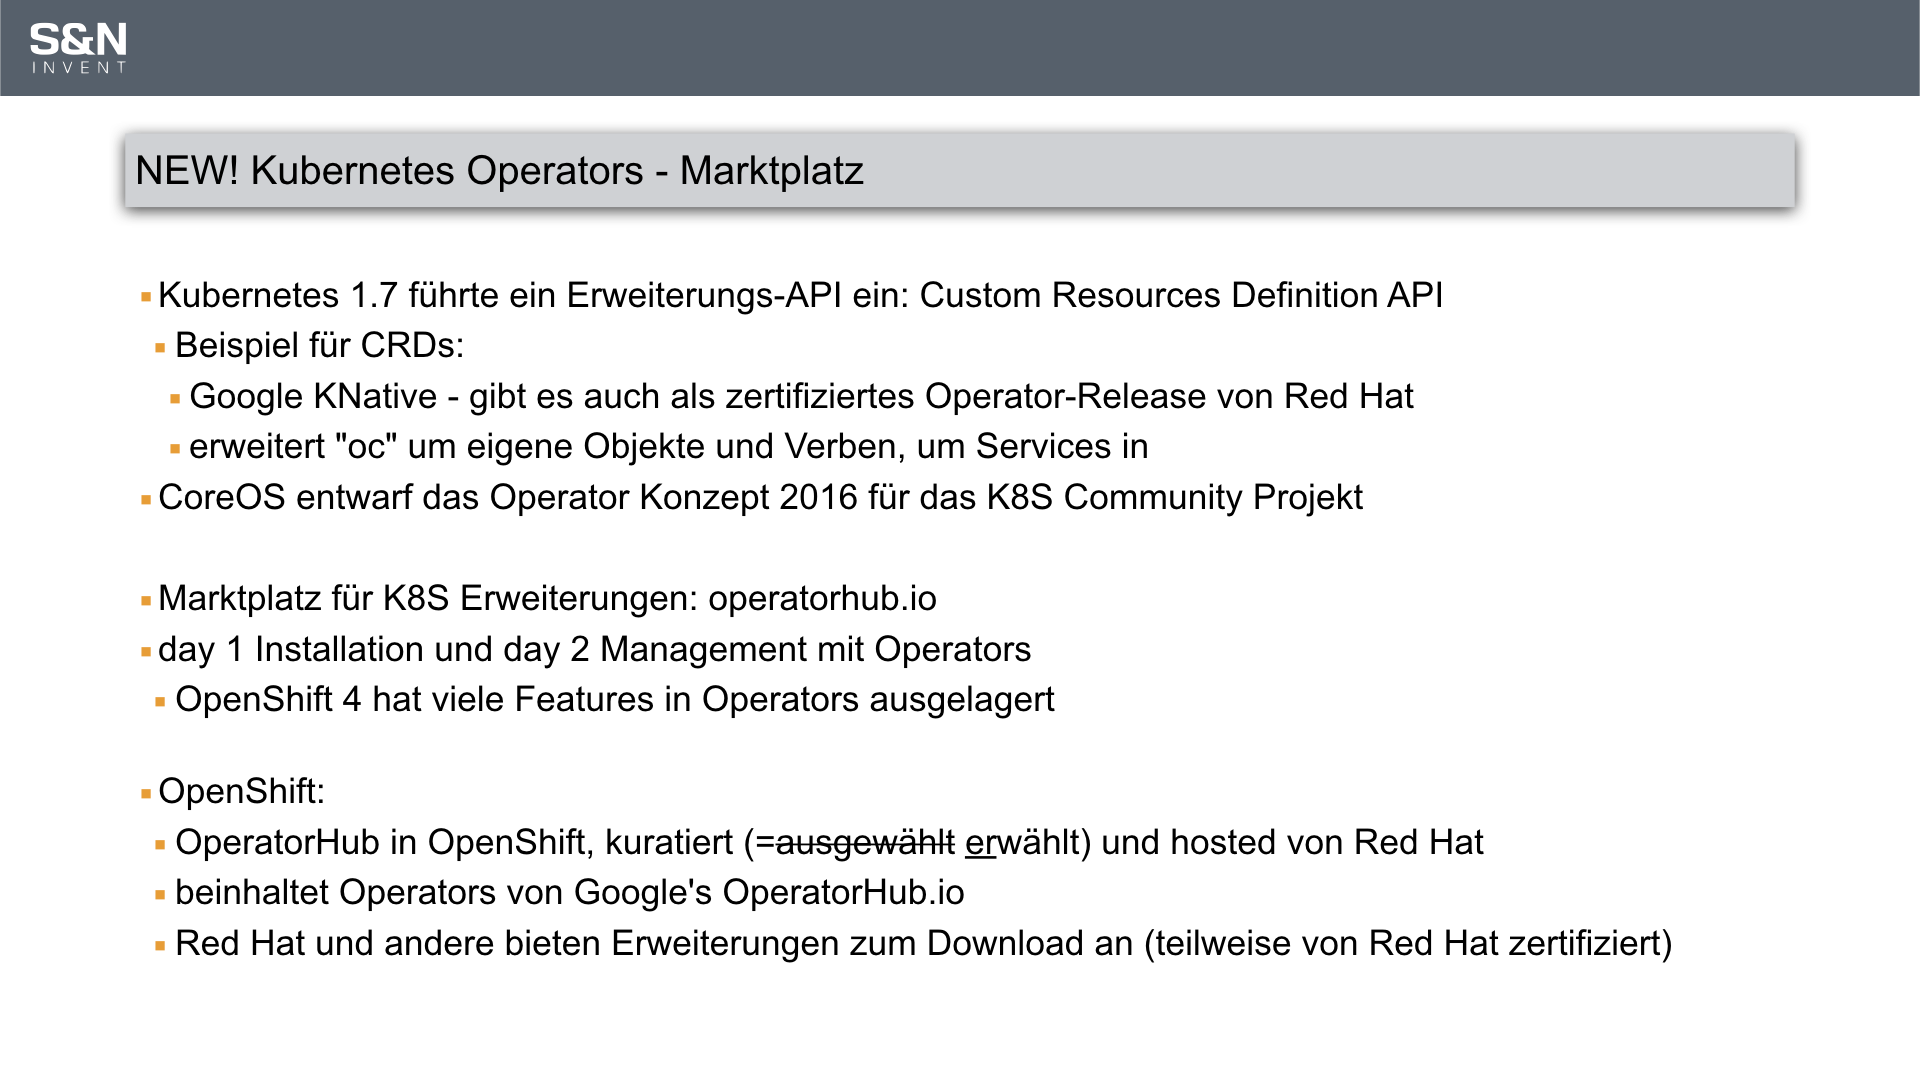 S&N
INVENT
NEW! Kubernetes Operators - Marktplatz
Kubernetes 1.7 führte ein Erweiterungs-API ein: Custom Resources Definition API
Beispiel für CRDs:
Google KNative - gibt es auch als zertifiziertes Operator-Release von Red Hat
erweitert "oc" um eigene Objekte und Verben, um Services in
CoreOS entwarf das Operator Konzept 2016 für das K8S Community Projekt
Marktplatz für K8S Erweiterungen: operatorhub.io
day 1 Installation und day 2 Management mit Operators
OpenShift 4 hat viele Features in Operators ausgelagert
OpenShift:
OperatorHub in OpenShift, kuratiert (=ausgewählt erwählt) und hosted von Red Hat
beinhaltet Operators von Google's OperatorHub.io
Red Hat und andere bieten Erweiterungen zum Download an (teilweise von Red Hat zertifiziert)